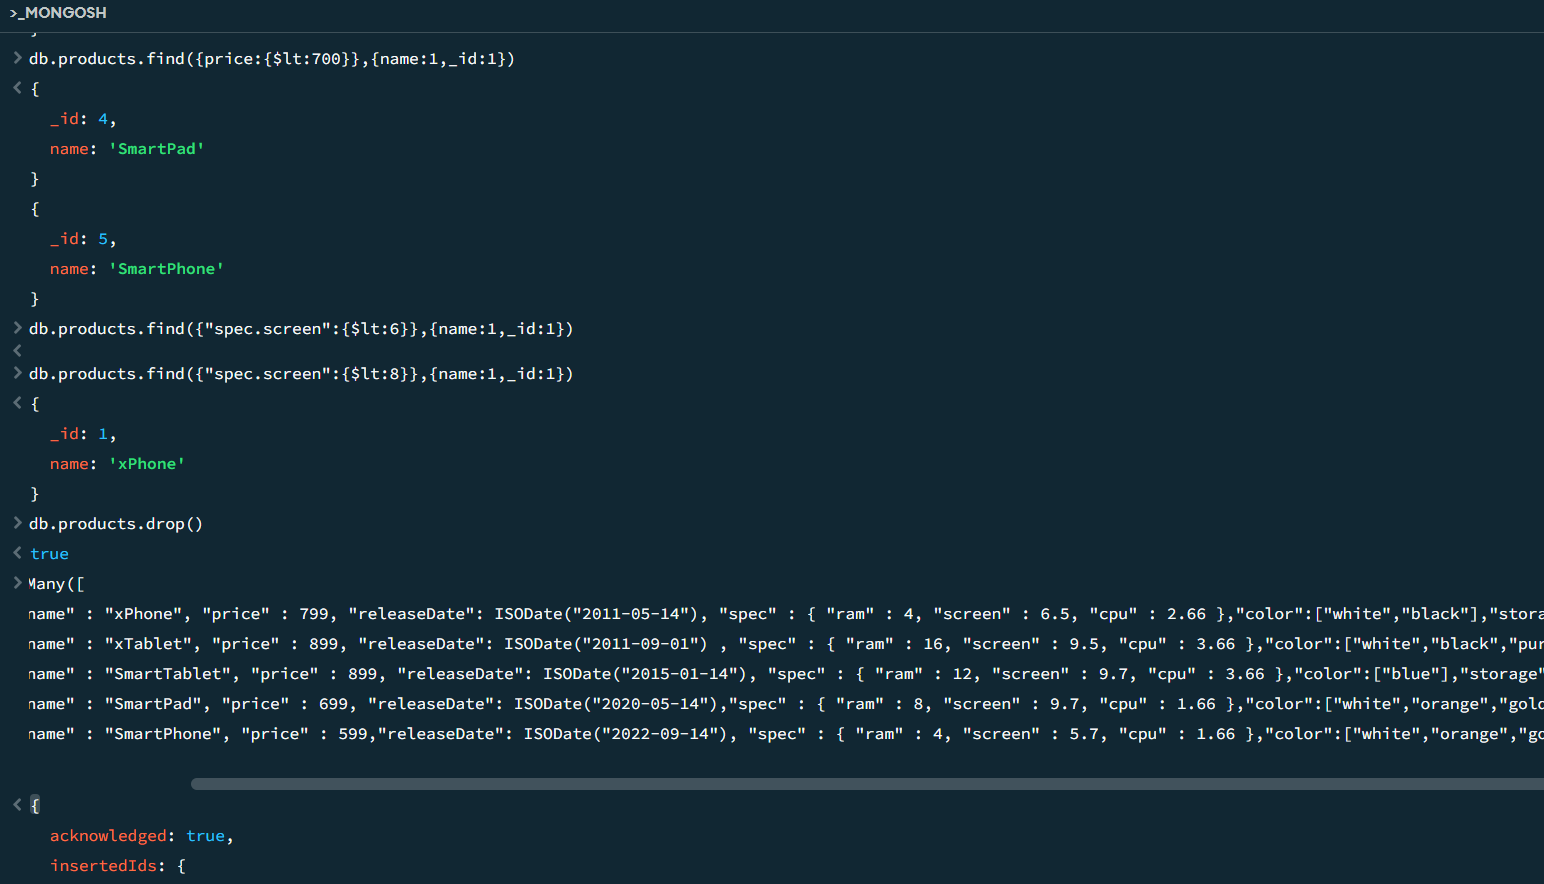 >_MONGOSH
}
> db.products.find({price:{$lt:700}},{name:1,_id:1})
< {
_id: 4,
name: 'SmartPad'
}
{
_id: 5,
name: 'SmartPhone'
}
> db.products.find({"spec.screen":{$lt:6}},{name:1,_id:1})
<
> db.products.find({"spec.screen":{$lt:8}},{name:1,_id:1})
< {
_id: 1,
name: 'xPhone'
}
> db.products.drop()
< true
> Many([
name" : "xPhone", "price" : 799, "releaseDate": ISODate("2011-05-14"), "spec" : { "ram" : 4, "screen" : 6.5, "cpu" : 2.66 },"color":["white","black"],"stora
name" : "xTablet", "price" : 899, "releaseDate": ISODate("2011-09-01") , "spec" : { "ram" : 16, "screen" : 9.5, "cpu" : 3.66 },"color":["white","black","pur
name" : "SmartTablet", "price" : 899, "releaseDate": ISODate("2015-01-14"), "spec" : { "ram" : 12, "screen" : 9.7, "cpu" : 3.66 },"color":["blue"],"storage"
name" : "SmartPad", "price" : 699, "releaseDate": ISODate("2020-05-14"),"spec" : { "ram" : 8, "screen" : 9.7, "cpu" : 1.66 },"color":["white","orange","gold
name" : "SmartPhone", "price" : 599,"releaseDate": ISODate("2022-09-14"), "spec" : { "ram" : 4, "screen" : 5.7, "cpu" : 1.66 },"color":["white","orange","go
< {
acknowledged: true,
insertedIds: {